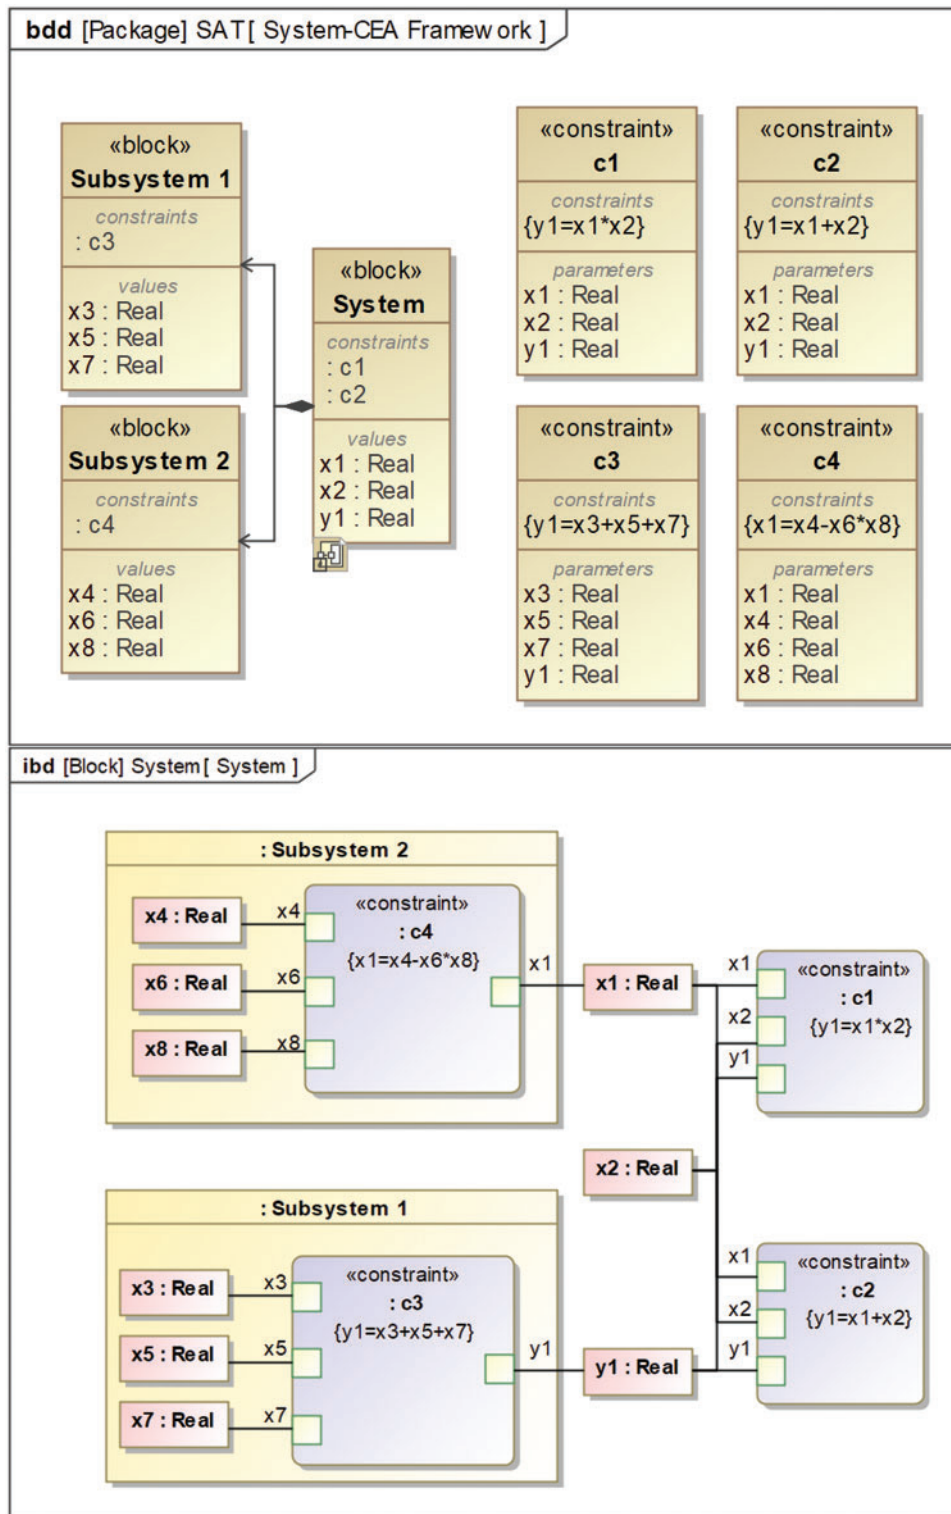 bdd [Package] SAT[ System-CEA Framework ]
«block»
Subsystem 1
constraints
: c3
values
x3 : Real
x5 : Real
x7 : Real
«block»
Subsystem 2
constraints
: c4
values
x4 : Real
x6 : Real
x8 : Real
«block»
System
constraints
: c1
: c2
values
x1 : Real
x2 : Real
y1 : Real
«constraint»
c1
constraints
{y1=x1*x2}
parameters
x1 : Real
x2 : Real
y1 : Real
«constraint»
c2
constraints
{y1=x1+x2}
parameters
x1 : Real
x2 : Real
y1 : Real
«constraint»
c3
constraints
{y1=x3+x5+x7}
parameters
x3 : Real
x5 : Real
x7 : Real
y1 : Real
«constraint»
c4
constraints
{x1=x4-x6*x8}
parameters
x1 : Real
x4 : Real
x6 : Real
x8 : Real
ibd [Block] System[ System ]
: Subsystem 2
x4 : Real
x4
x6 : Real
x6
x8 : Real
x8
«constraint»
: c4
{x1=x4-x6*x8}
x1
x1 : Real
x1
x2
y1
«constraint»
: c1
{y1=x1*x2}
x2 : Real
: Subsystem 1
x3 : Real
x3
x5 : Real
x5
x7 : Real
x7
«constraint»
: c3
{y1=x3+x5+x7}
y1
y1 : Real
x1
x2
y1
«constraint»
: c2
{y1=x1+x2}